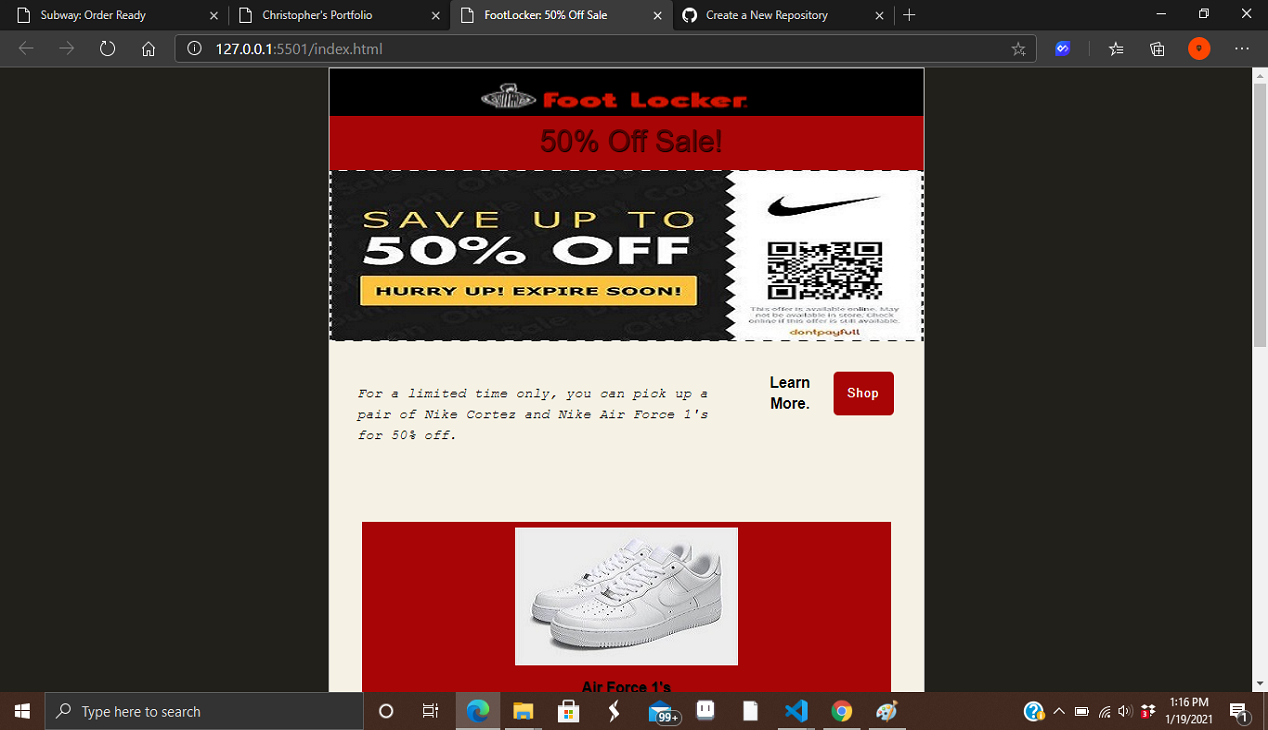 Subway: Order Ready
Christopher's Portfolio
FootLocker: 50% Off Sale
Create a New Repository
127.0.0.1:5501/index.html
Foot Locker
50% Off Sale!
SAVE UP TO
50% OFF
HURRY UP! EXPIRE SOON!
This offer is available online. May
not be available in store. Check
online if this offer is still available.
dontpayfull
For a limited time only, you can pick up a
pair of Nike Cortez and Nike Air Force 1's
for 50% off.
Learn
More.
Shop
Air Force 1's
Type here to search
99+
3
1:16 PM
1/19/2021
1